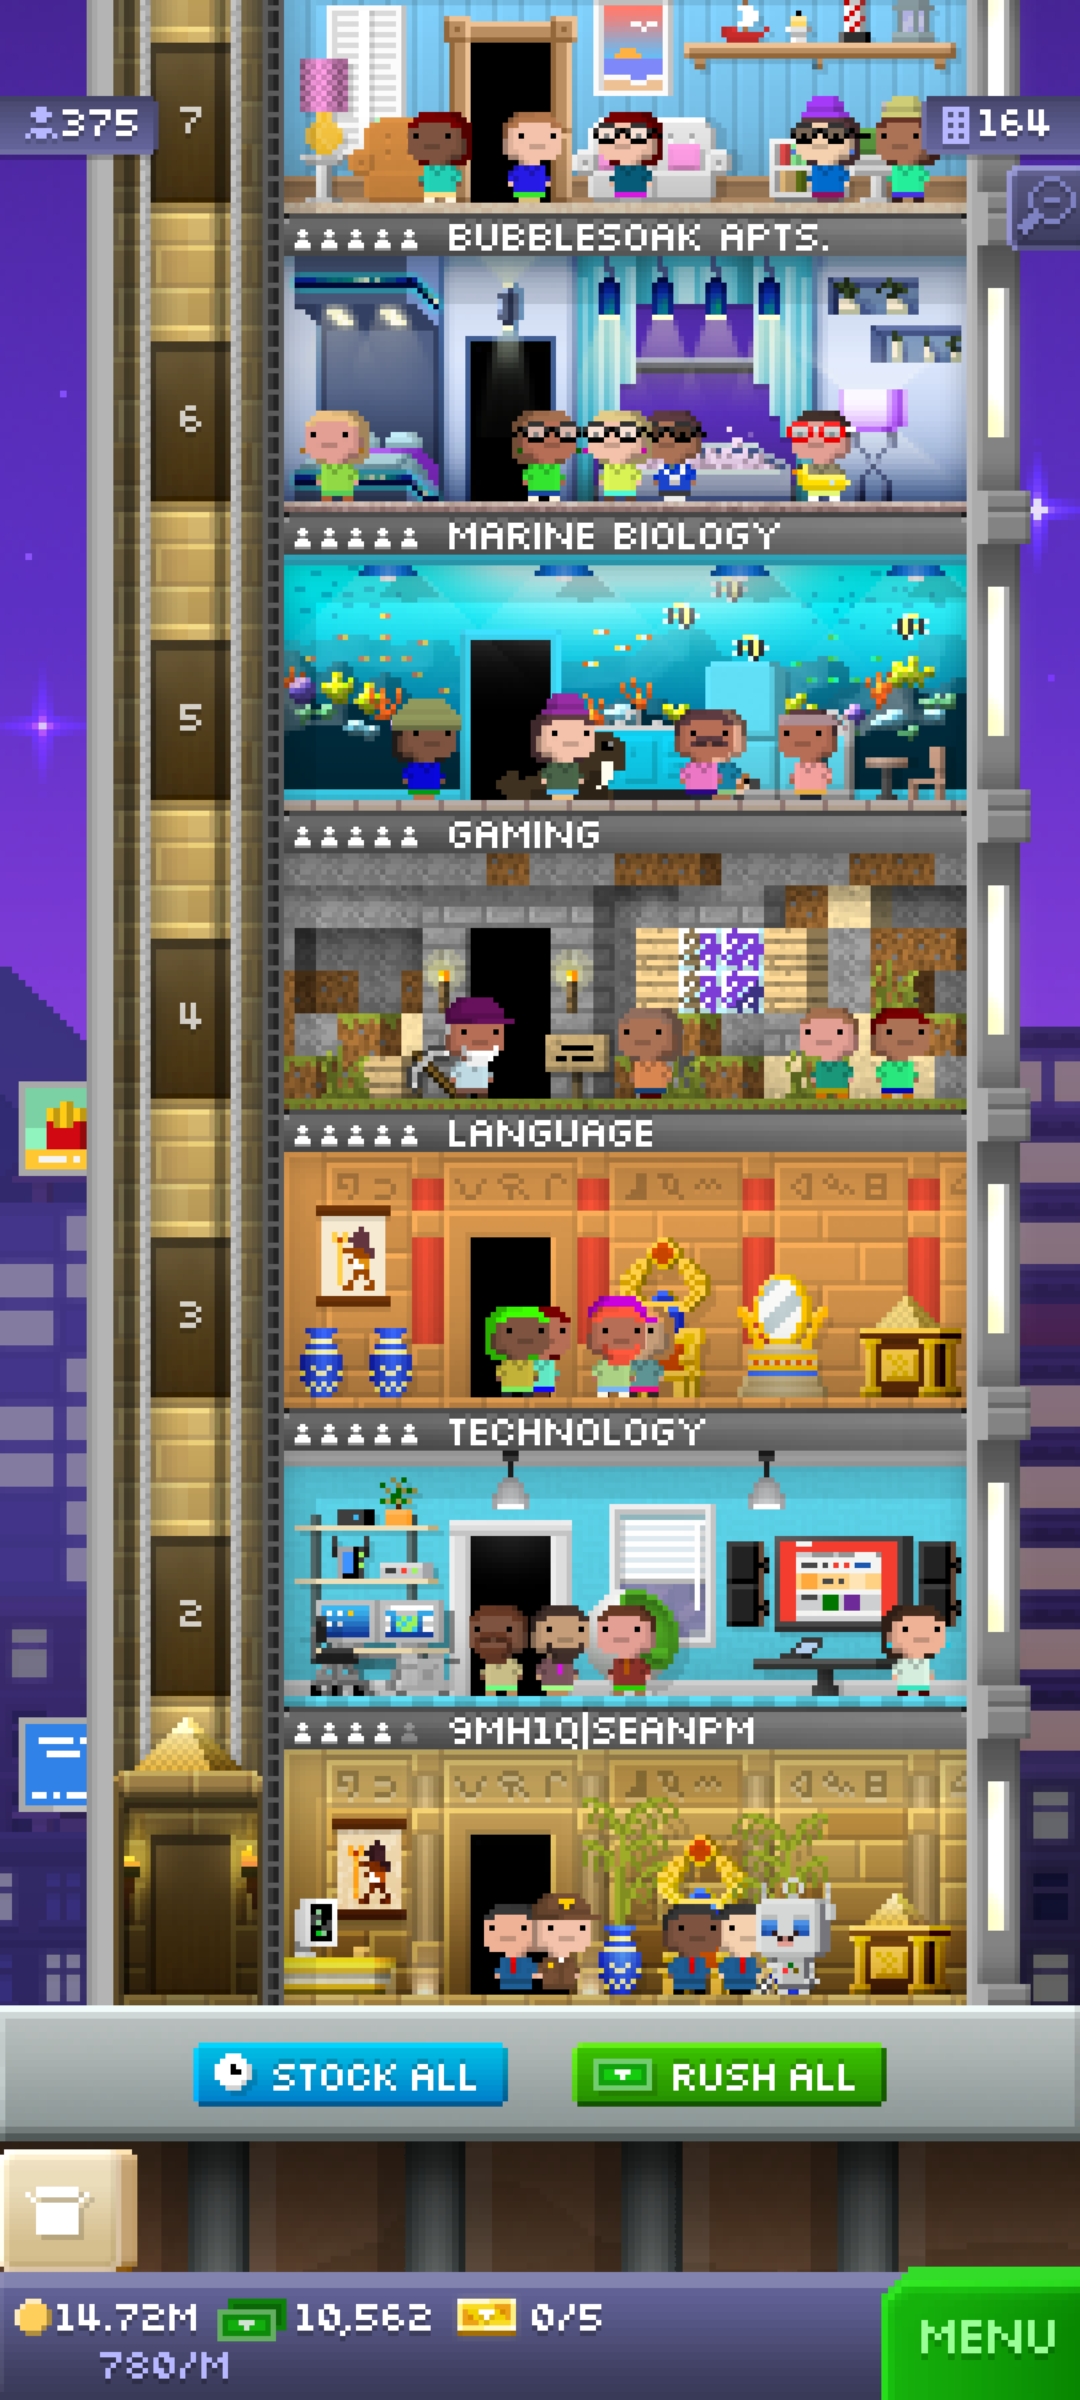 7
375
164
BUBBLESOAK APTS.
6
MARINE BIOLOGY
5
GAMING
4
LANGUAGE
3
TECHNOLOGY
2
9MH1Q|SEANPM
STOCK ALL
RUSH ALL
14.72M
10,562
0/5
780/M
MENU